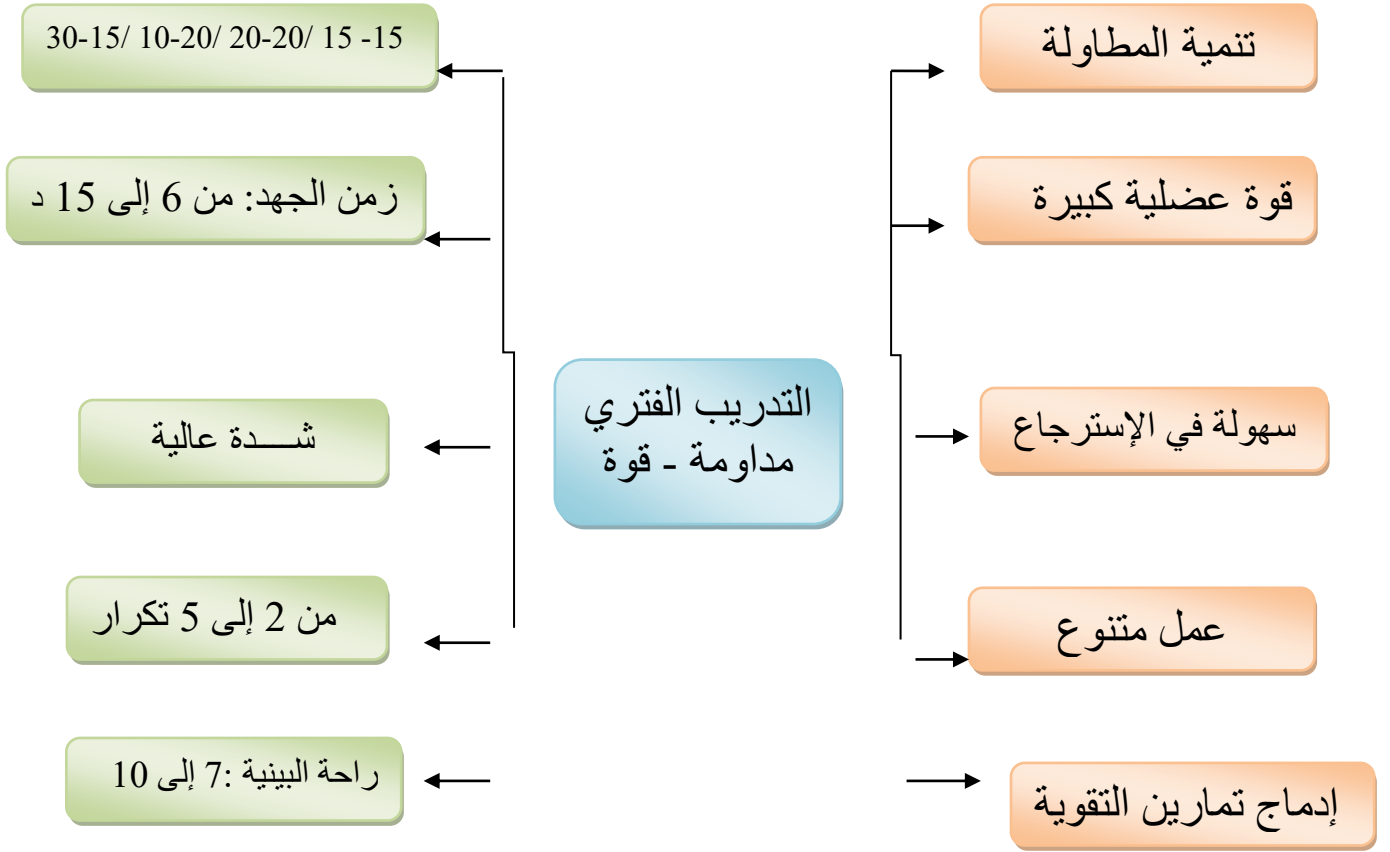 تنمية المطاولة
30-15/ 10-20/ 20-20/ 15 -15
قوة عضلية كبيرة
زمن الجهد: من 6 إلى 15 د
التدريب الفتري
مداومة - قوة
سهولة في الإسترجاع
شـــــدة عالية
عمل متنوع
من 2 إلى 5 تكرار
إدماج تمارين التقوية
راحة البينية :7 إلى 10